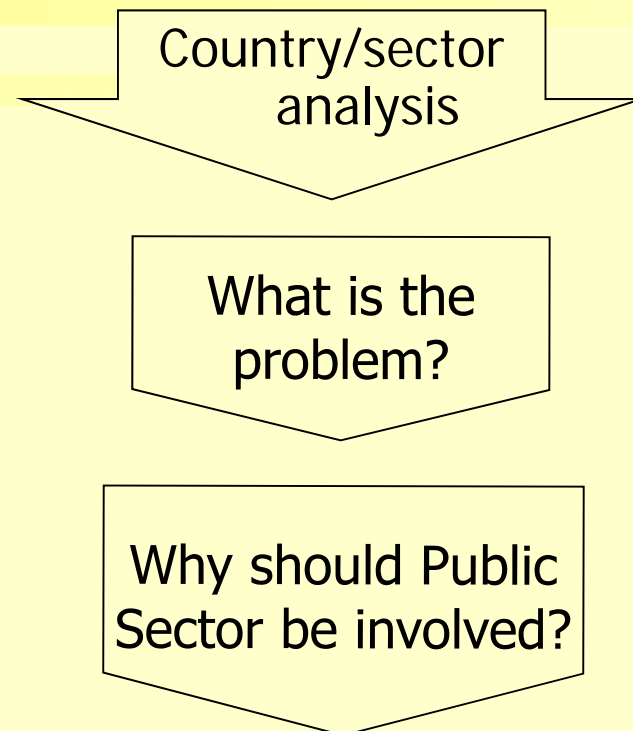 Country/sector
analysis
What is the
problem?
Why should Public
Sector be involved?